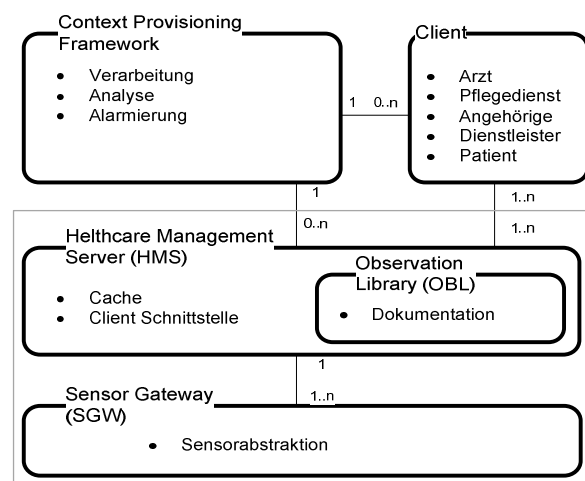 Context Provisioning
Framework
• Verarbeitung
• Analyse
• Alarmierung
Client
• Arzt
• Pflegedienst
• Angehörige
• Dienstleister
• Patient
1 0..n
1
0..n
1..n
1..n
Helthcare Management
Server (HMS)
• Cache
• Client Schnittstelle
Observation
Library (OBL)
• Dokumentation
1
1..n
Sensor Gateway
(SGW)
• Sensorabstraktion